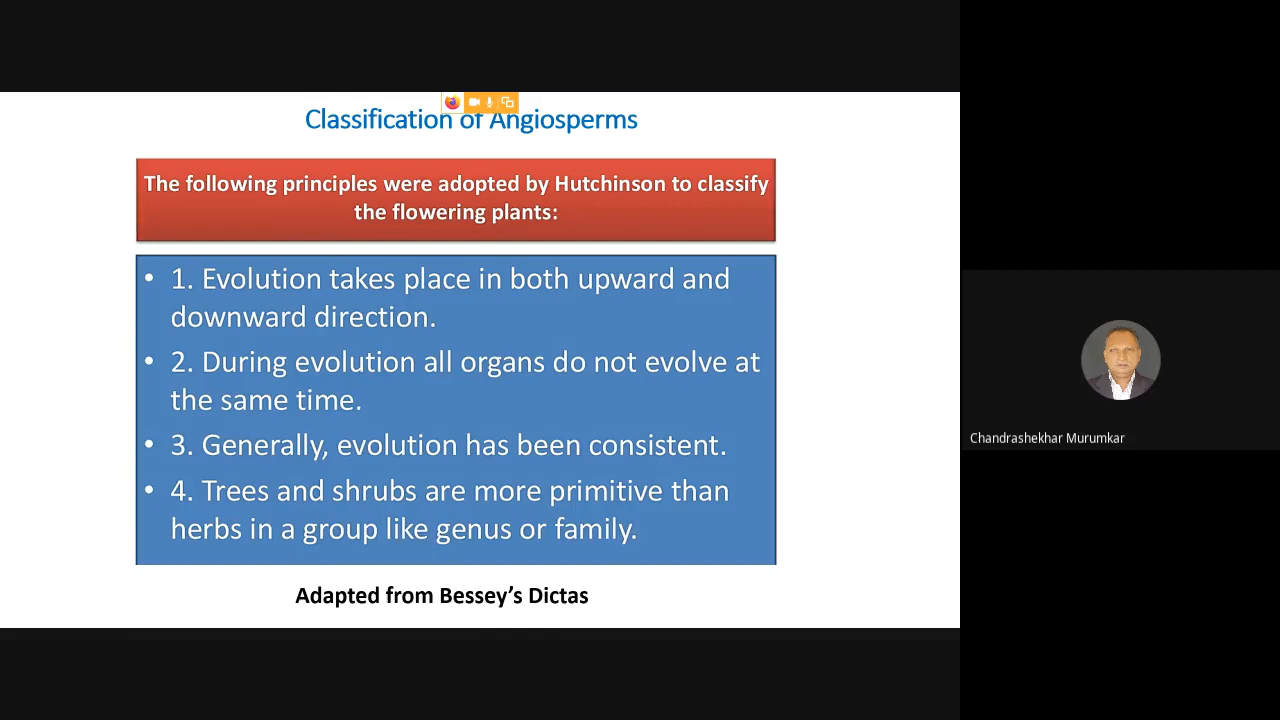 Classification of Angiosperms
The following principles were adopted by Hutchinson to classify
the flowering plants:
• 1. Evolution takes place in both upward and
downward direction.
• 2. During evolution all organs do not evolve at
the same time.
• 3. Generally, evolution has been consistent.
• 4. Trees and shrubs are more primitive than
herbs in a group like genus or family.
Adapted from Bessey’s Dictas
Chandrashekhar Murumkar